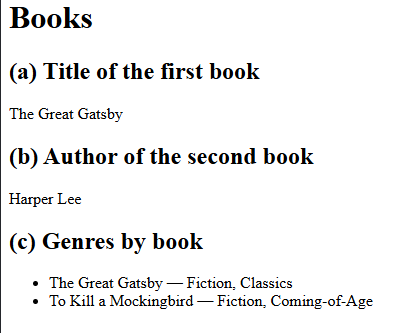 Books
(a) Title of the first book
The Great Gatsby
(b) Author of the second book
Harper Lee
(c) Genres by book
• The Great Gatsby — Fiction, Classics
• To Kill a Mockingbird — Fiction, Coming-of-Age